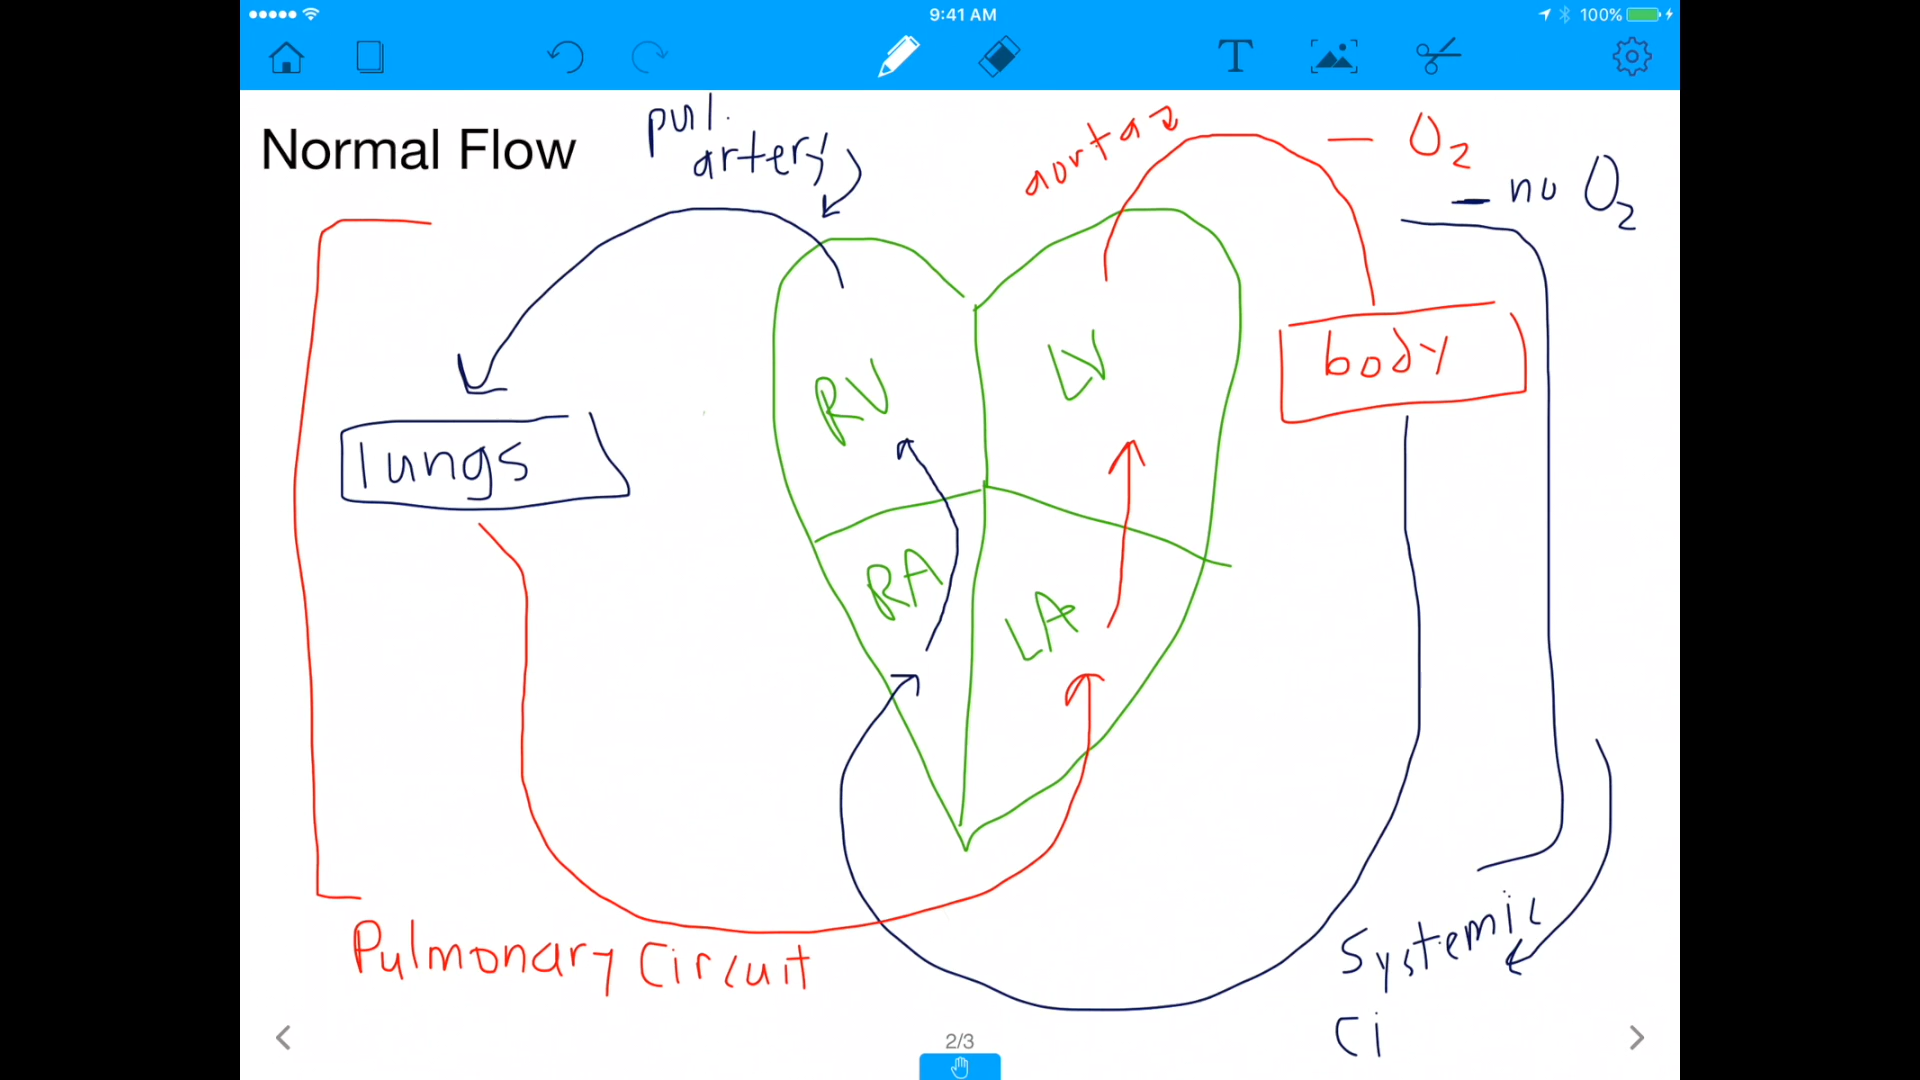 9:41 AM
100%
T
Normal Flow
pul.
artery
aorta
— O2
— no O2
RV
LV
body
lungs
RA
LA
Pulmonary Circuit
Systemic
Ci
2/3